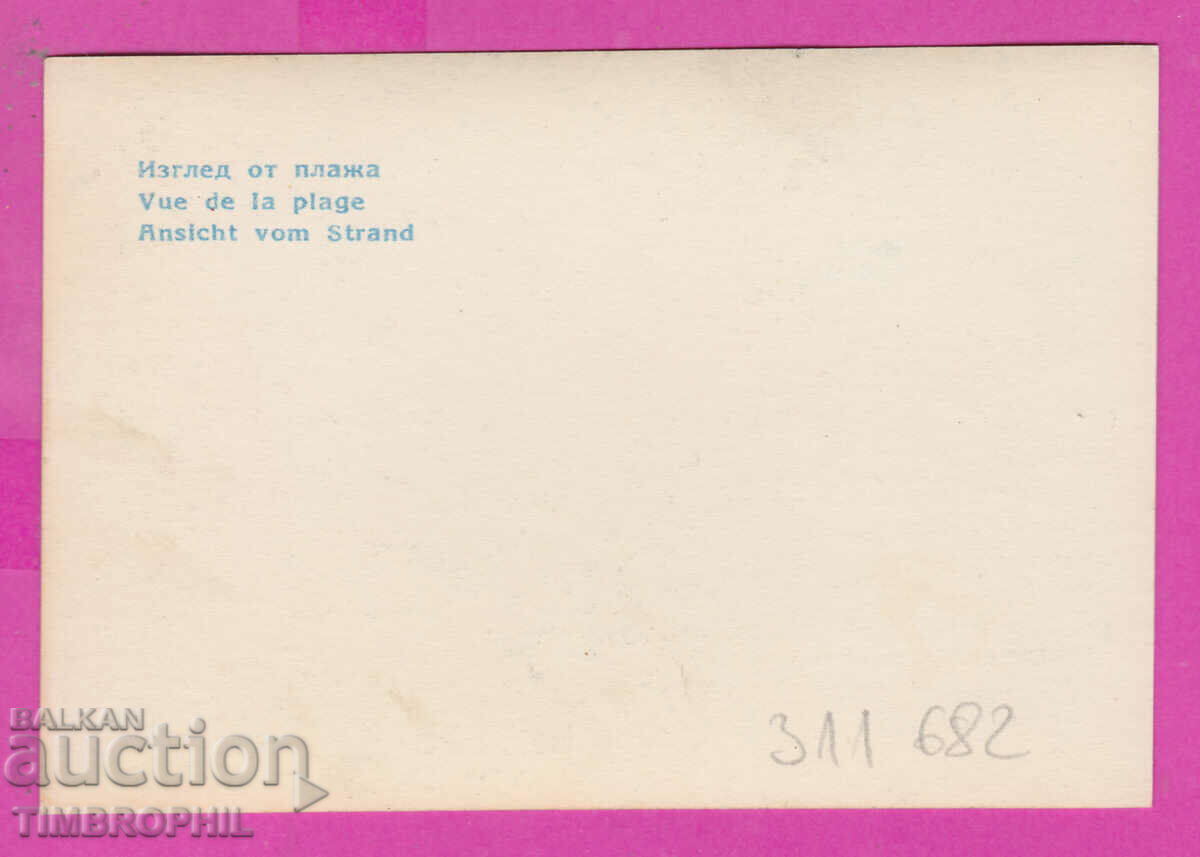 Изглед от плажа
Vue de la plage
Ansicht vom Strand
311 682
BALKAN
auction
TIMBROPHIL